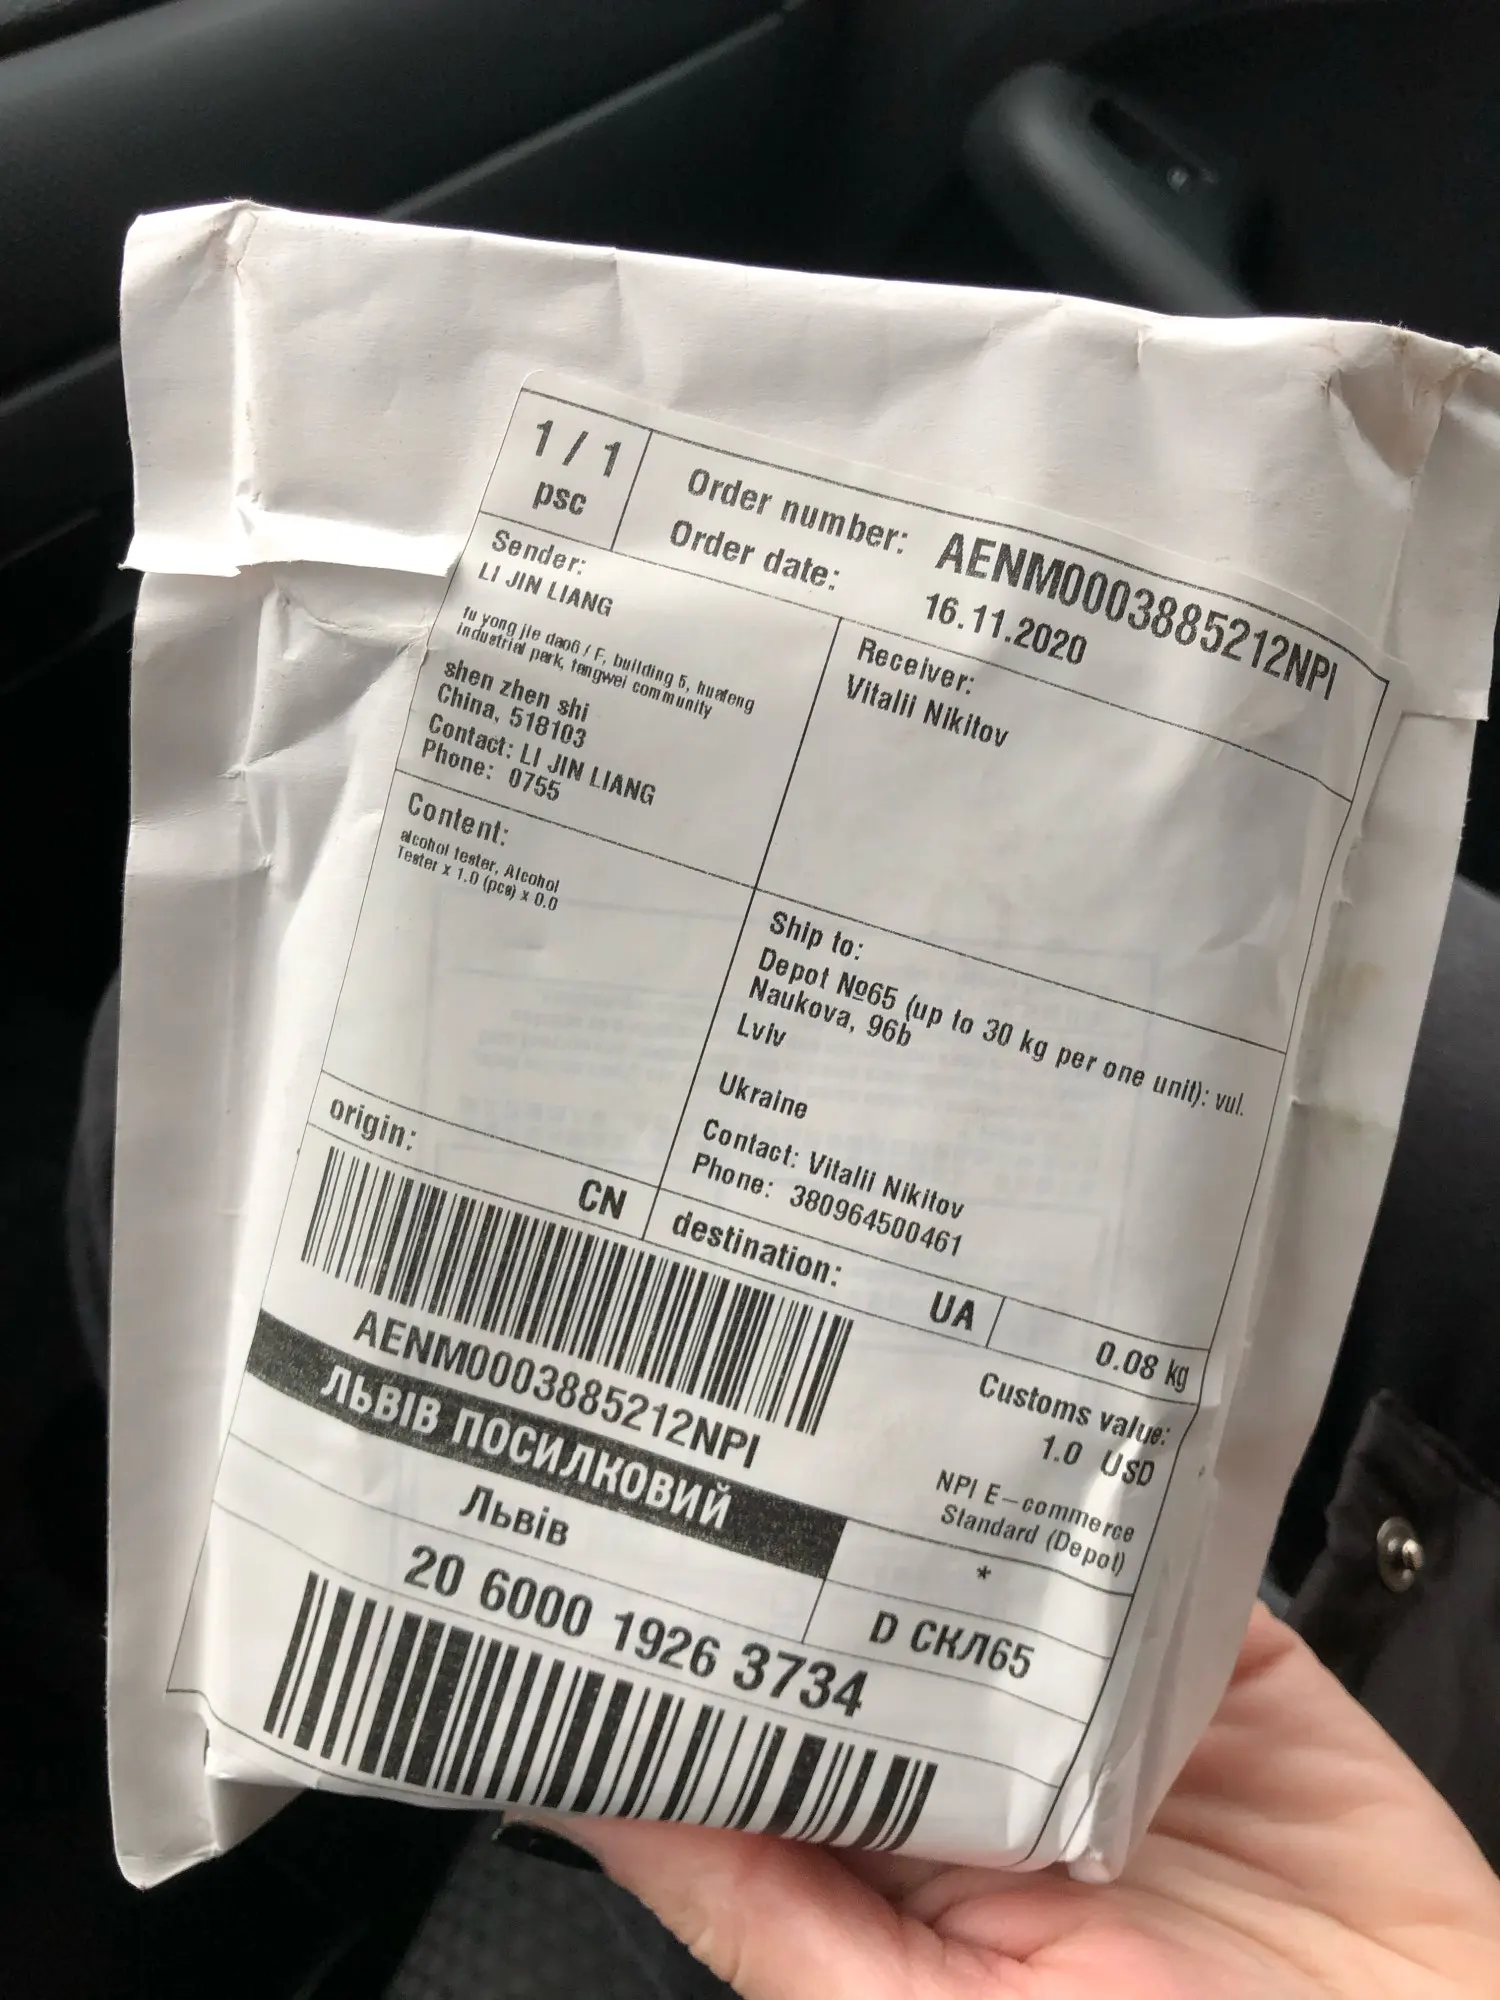 1 / 1
psc
Order number: AENM0003885212NPI
Order date: 16.11.2020
Sender:
LI JIN LIANG
fu yong jie dao6 / F, building 5, huafeng
industrial park, tangwei community
shen zhen shi
China, 518103
Contact: LI JIN LIANG
Phone: 0755
Receiver:
Vitalii Nikitov
Content:
alcohol tester, Alcohol
Tester x 1.0 (pcs) x 0.0
Ship to:
Depot №65 (up to 30 kg per one unit): vul.
Naukova, 96b
Lviv
Ukraine
Contact: Vitalii Nikitov
Phone: 380964500461
origin:
CN
destination:
UA
0.08 kg
AENM0003885212NPI
Customs value:
1.0 USD
NPI E-commerce
Standard (Depot)
ЛЬВІВ ПОСИЛКОВИЙ
*
Львів
D СКЛ65
20 6000 1926 3734